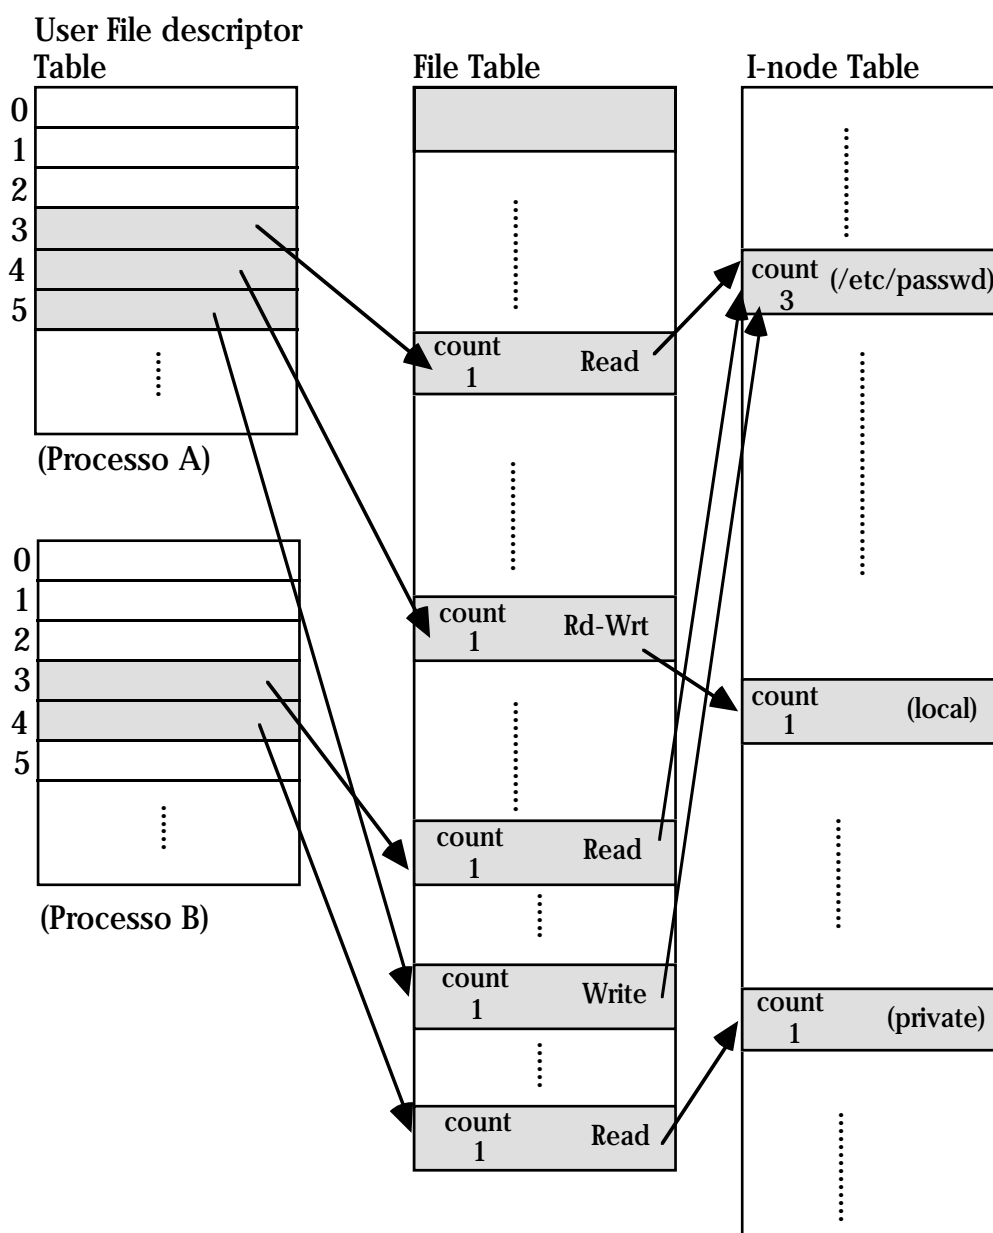 User File descriptor
Table
0
1
2
3
4
5
(Processo A)
0
1
2
3
4
5
(Processo B)
File Table
count
1 Read
count
1 Rd-Wrt
count
1 Read
count
1 Write
count
1 Read
I-node Table
count (/etc/passwd)
3
count (local)
1
count (private)
1